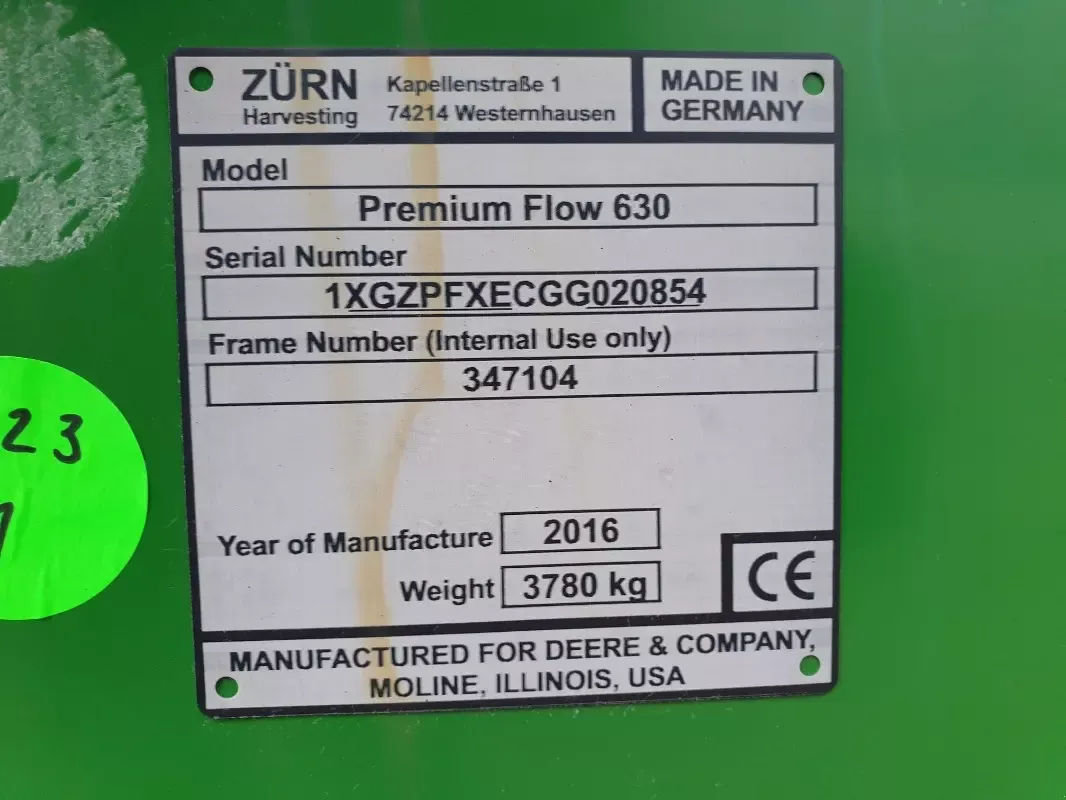 ZÜRN
Harvesting
Kapellenstraße 1
74214 Westernhausen
MADE IN
GERMANY
Model
Premium Flow 630
Serial Number
1XGZPFXECGG020854
Frame Number (Internal Use only)
347104
Year of Manufacture 2016
Weight 3780 kg
CE
MANUFACTURED FOR DEERE & COMPANY,
MOLINE, ILLINOIS, USA
23